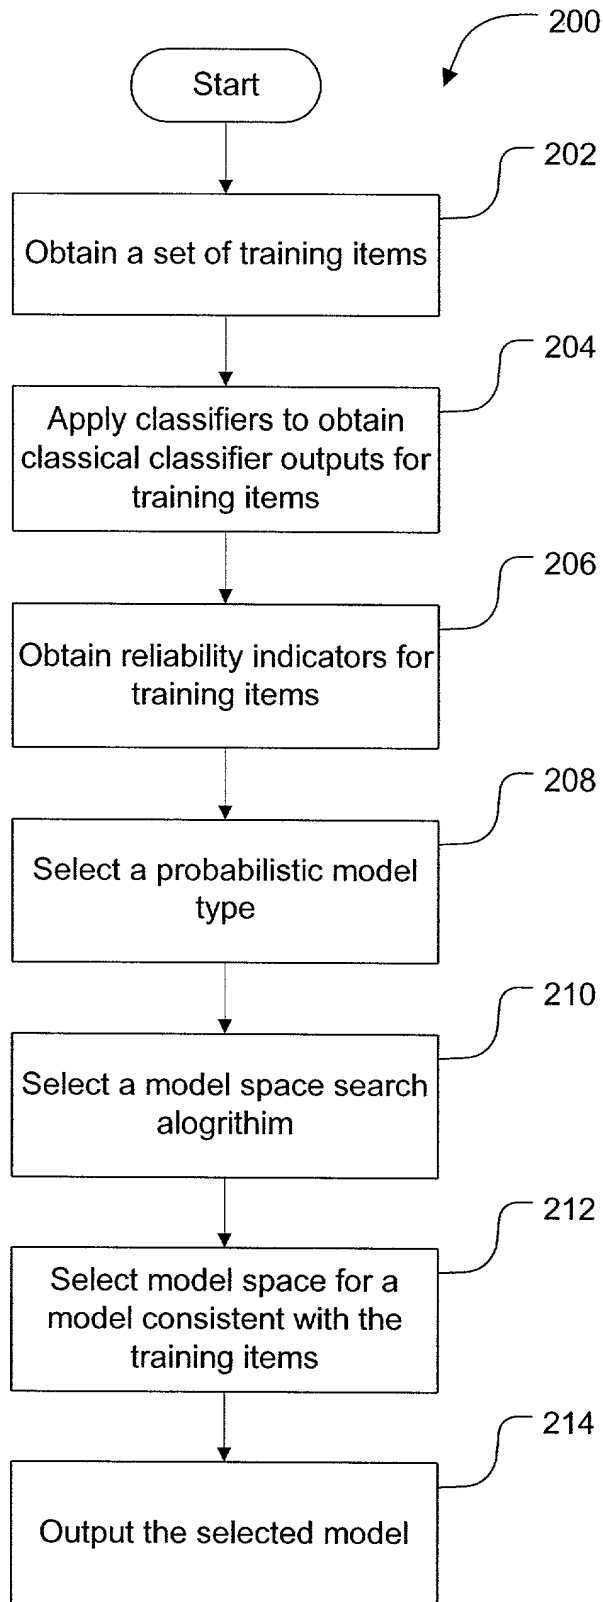 200
Start
202
Obtain a set of training items
204
Apply classifiers to obtain
classical classifier outputs for
training items
206
Obtain reliability indicators for
training items
208
Select a probabilistic model
type
210
Select a model space search
alogrithim
212
Select model space for a
model consistent with the
training items
214
Output the selected model